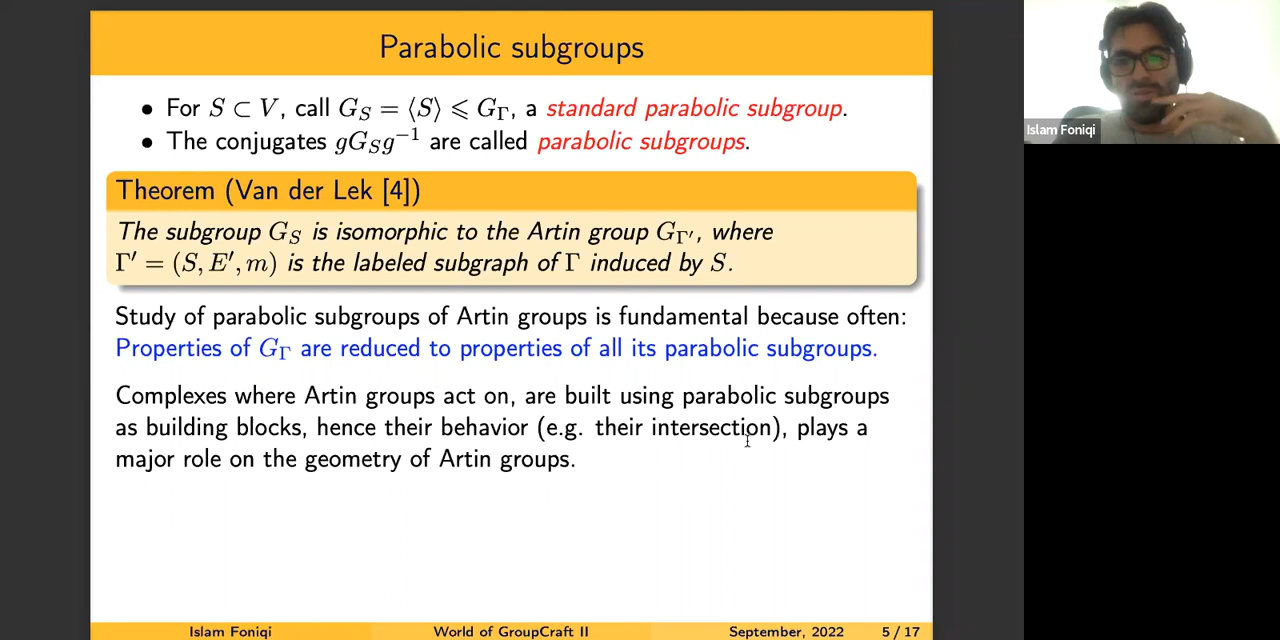 Parabolic subgroups
• For S ⊂ V, call G_S = ⟨S⟩ ⩽ G_Γ, a standard parabolic subgroup.
• The conjugates gG_Sg⁻¹ are called parabolic subgroups.
Theorem (Van der Lek [4])
The subgroup G_S is isomorphic to the Artin group G_Γ′, where
Γ′ = (S, E′, m) is the labeled subgraph of Γ induced by S.
Study of parabolic subgroups of Artin groups is fundamental because often:
Properties of G_Γ are reduced to properties of all its parabolic subgroups.
Complexes where Artin groups act on, are built using parabolic subgroups
as building blocks, hence their behavior (e.g. their intersection), plays a
major role on the geometry of Artin groups.
Islam Foniqi World of GroupCraft II September, 2022 5 / 17
Islam Foniqi